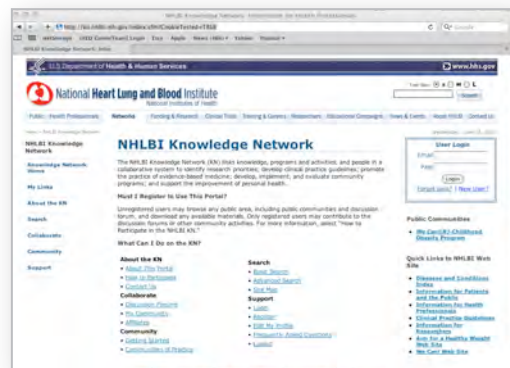 NHLBI Knowledge Network, Information for Health Professionals
Google
Apple News Yahoo! Popular
U.S. Department of Health & Human Services
www.hhs.gov
National Heart Lung and Blood Institute
National Institutes of Health
Search
Public Health Professionals Networks Funding & Research Clinical Trials Training & Careers Researchers Educational Campaigns News & Events About NHLBI Contact Us
NHLBI Knowledge Network
Knowledge Network Home
My Links
About the KN
Search
Collaborate
Community
Support
NHLBI Knowledge Network
The NHLBI Knowledge Network (KN) links knowledge, programs and activities, and people in a
collaborative system to identify research priorities; develop clinical practice guidelines; promote
the practice of evidence-based medicine; develop, implement, and evaluate community
programs; and support the improvement of personal health.
Must I Register to Use This Portal?
Unregistered users may browse any public area, including public communities and discussion
forum, and download any available materials. Only registered users may contribute to the
discussion forums or other community activities. For more information, select "How to
Participate in the NHLBI KN."
What Can I Do on the KN?
About the KN
• About This Portal
• How to Participate
• Contact Us
Collaborate
• Discussion Forums
• My Community
• Affiliates
Community
• Getting Started
• Communities of Practice
Search
• Basic Search
• Advanced Search
• Site Map
Support
• Login
• Register
• Edit My Profile
• Frequently Asked Questions
• Logout
User Login
Email
Pass
Login
Forgot pass? | New User?
Public Communities
• We Can!(R)-Childhood
Obesity Program
Quick Links to NHLBI Web
Site
• Diseases and Conditions
Index
• Information for Patients
and the Public
• Information for Health
Professionals
• Clinical Practice Guidelines
• Information for
Researchers
• Aim for a Healthy Weight
Web Site
• We Can! Web Site